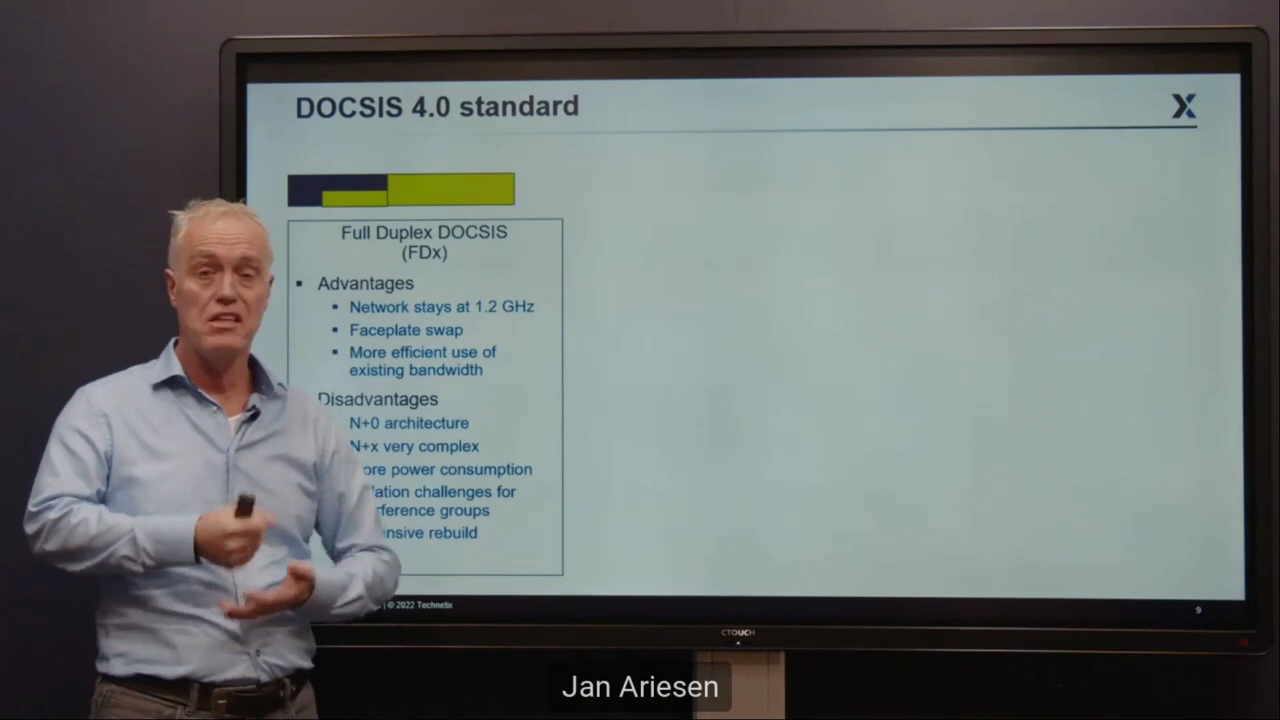 DOCSIS 4.0 standard
Full Duplex DOCSIS
(FDx)
Advantages
Network stays at 1.2 GHz
Faceplate swap
More efficient use of
existing bandwidth
Disadvantages
N+0 architecture
N+x very complex
ore power consumption
lation challenges for
rference groups
ensive rebuild
| © 2022 Technetix
9
CTOUCH
Jan Ariesen